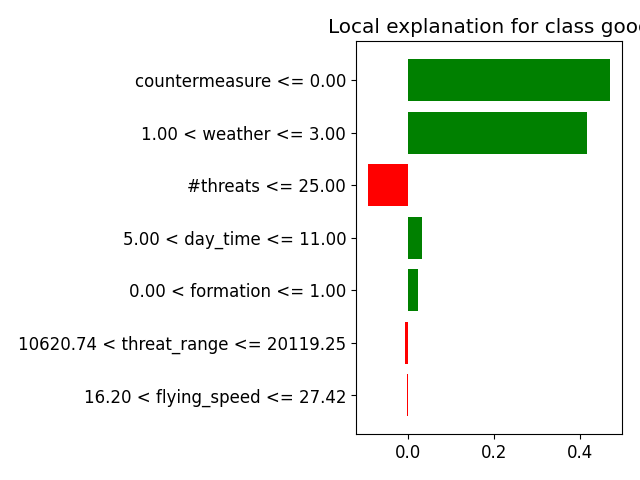 Local explanation for class good
countermeasure <= 0.00
1.00 < weather <= 3.00
#threats <= 25.00
5.00 < day_time <= 11.00
0.00 < formation <= 1.00
10620.74 < threat_range <= 20119.25
16.20 < flying_speed <= 27.42
0.0 0.2 0.4